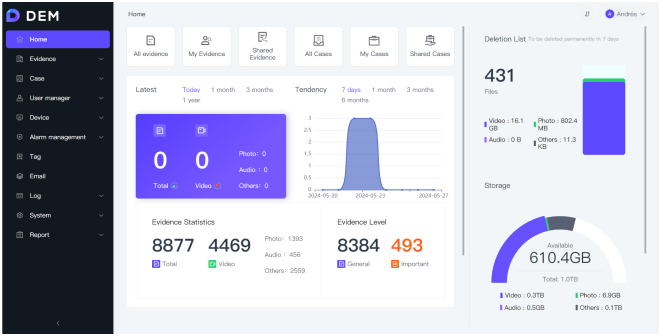 DEM
Home
Evidence
Case
User manager
Device
Alarm management
Tag
Email
Log
System
Report
Home
Andrés
All evidence
My Evidence
Shared
Evidence
All Cases
My Cases
Shared Cases
Latest
Today 1 month 3 months
1 year
Tendency
7 days 1 month 3 months
6 months
0
Total
0
Video
Photo: 0
Audio : 0
Others: 0
3
2.5
2
1.5
1
0.5
0
2024-05-20 2024-05-23 2024-05-27
Evidence Statistics
8877
Total
4469
Video
Photo: 1393
Audio : 456
Others: 2559
Evidence Level
8384
General
493
Important
Deletion List To be deleted permanently in 7 days
431
Files
Video : 16.1
GB
Photo : 802.4
MB
Audio : 0 B
Others : 11.3
KB
Storage
Available
610.4GB
Total: 1.0TB
Video : 0.3TB
Photo : 6.9GB
Audio : 0.5GB
Others : 0.1TB